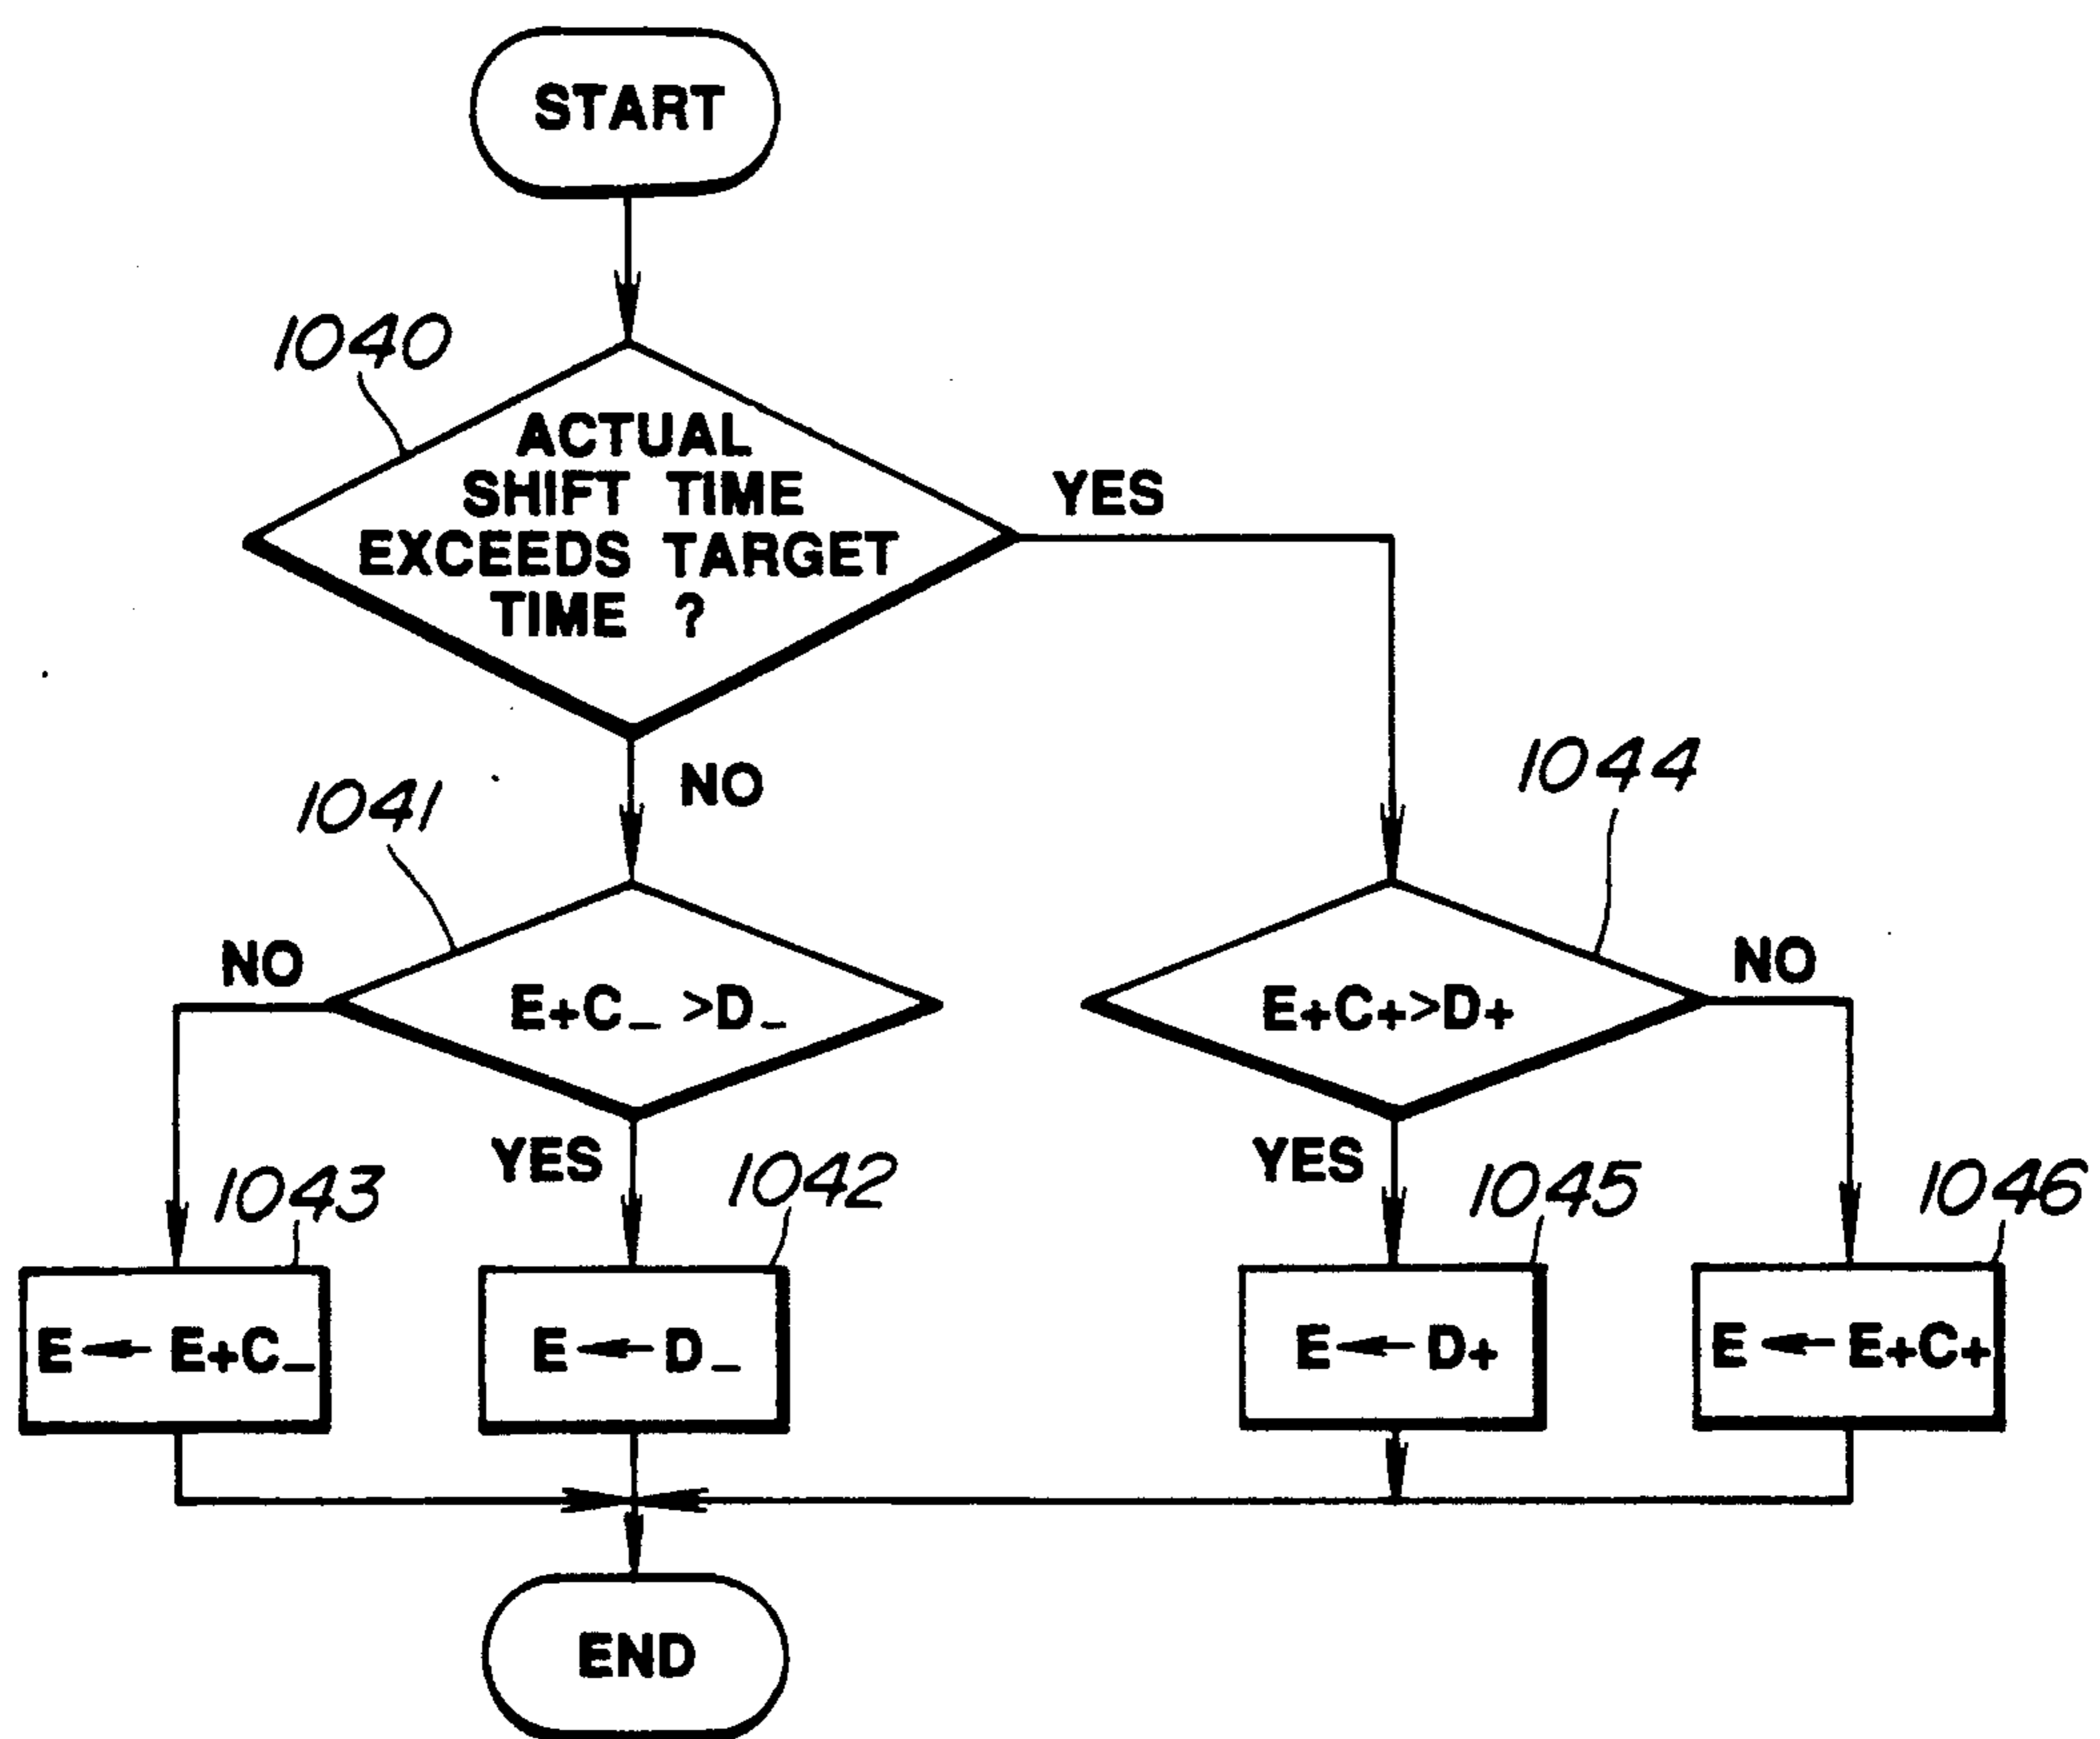 START
1040
ACTUAL
SHIFT TIME
EXCEEDS TARGET
TIME ?
YES
NO
1041
1044
NO
E+C_ >D_
E+C+>D+
NO
YES
1043
1042
YES
1045
1046
E ← E+C_
E ← D_
E ← D+
E ← E+C+
END